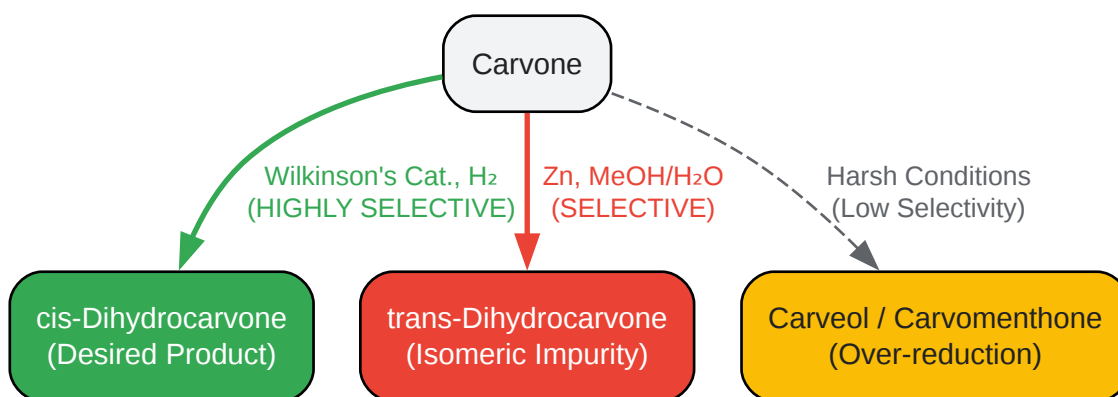 Carvone
Wilkinson's Cat., H₂
(HIGHLY SELECTIVE)
Zn, MeOH/H₂O
(SELECTIVE)
Harsh Conditions
(Low Selectivity)
cis-Dihydrocarvone
(Desired Product)
trans-Dihydrocarvone
(Isomeric Impurity)
Carveol / Carvomenthone
(Over-reduction)